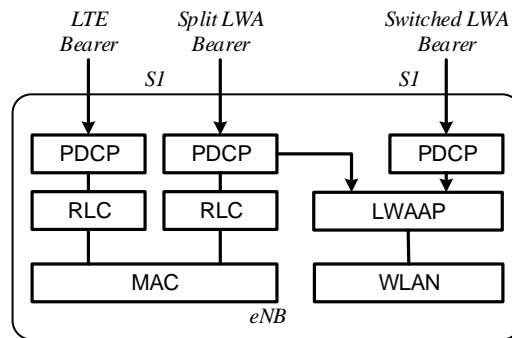 LTE
Bearer
Split LWA
Bearer
Switched LWA
Bearer
S1
S1
PDCP
PDCP
PDCP
RLC
RLC
LWAAP
MAC
WLAN
eNB